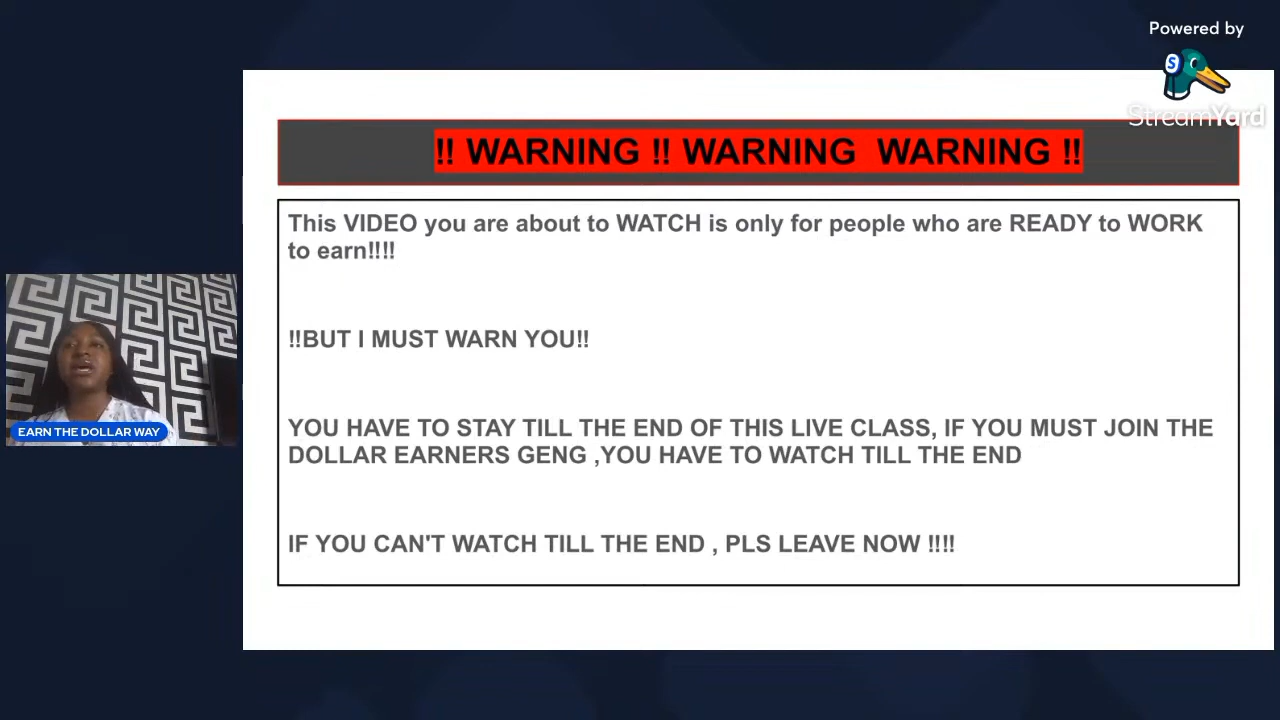 Powered by
StreamYard
!! WARNING !! WARNING  WARNING !!
This VIDEO you are about to WATCH is only for people who are READY to WORK
to earn!!!!
!!BUT I MUST WARN YOU!!
YOU HAVE TO STAY TILL THE END OF THIS LIVE CLASS, IF YOU MUST JOIN THE
DOLLAR EARNERS GENG ,YOU HAVE TO WATCH TILL THE END
IF YOU CAN'T WATCH TILL THE END , PLS LEAVE NOW !!!!
EARN THE DOLLAR WAY